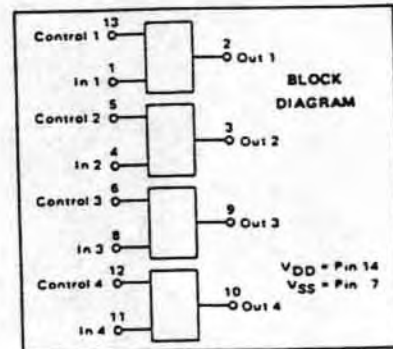 13
Control 1
2
Out 1
1
In 1
BLOCK
DIAGRAM
5
Control 2
3
Out 2
4
In 2
6
Control 3
9
Out 3
8
In 3
12
Control 4
10
Out 4
11
In 4
VDD = Pin 14
VSS = Pin 7